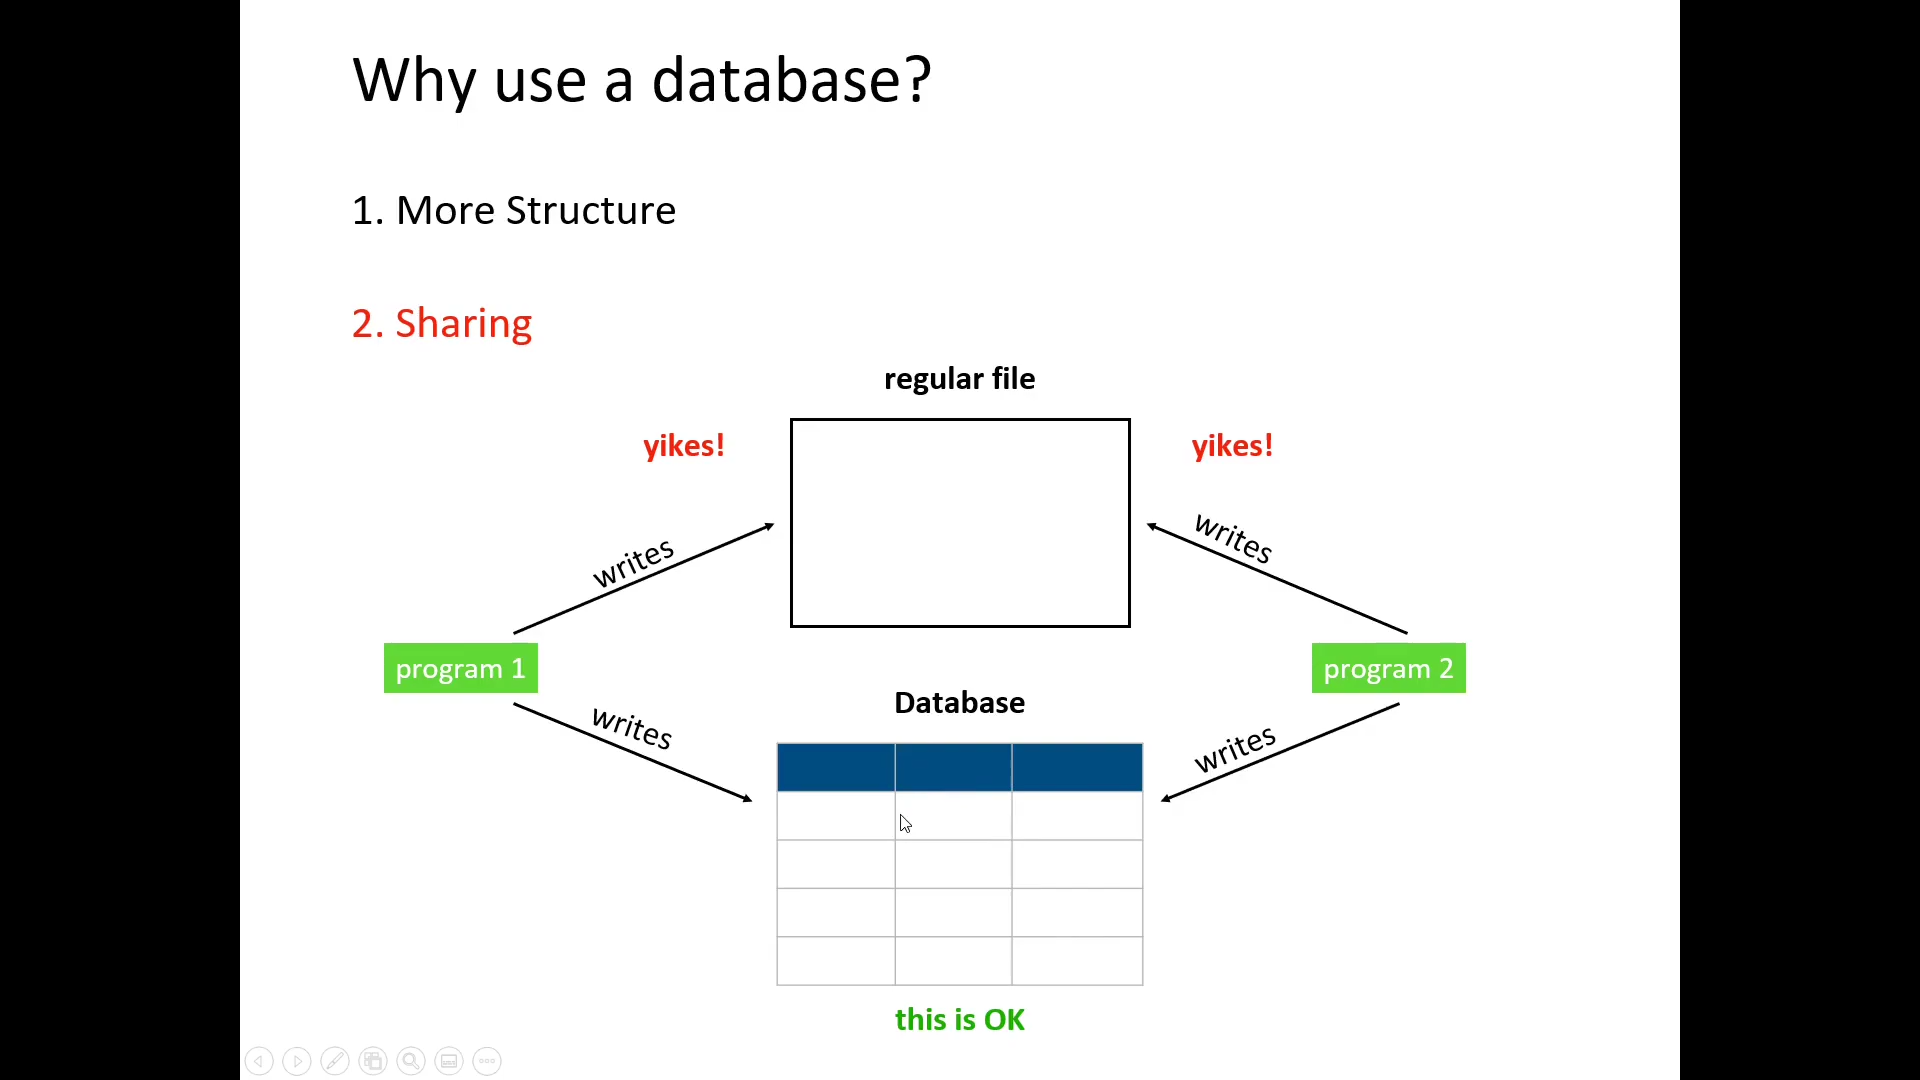 Why use a database?
1. More Structure
2. Sharing
regular file
yikes!
yikes!
writes
writes
program 1
program 2
Database
writes
writes
this is OK